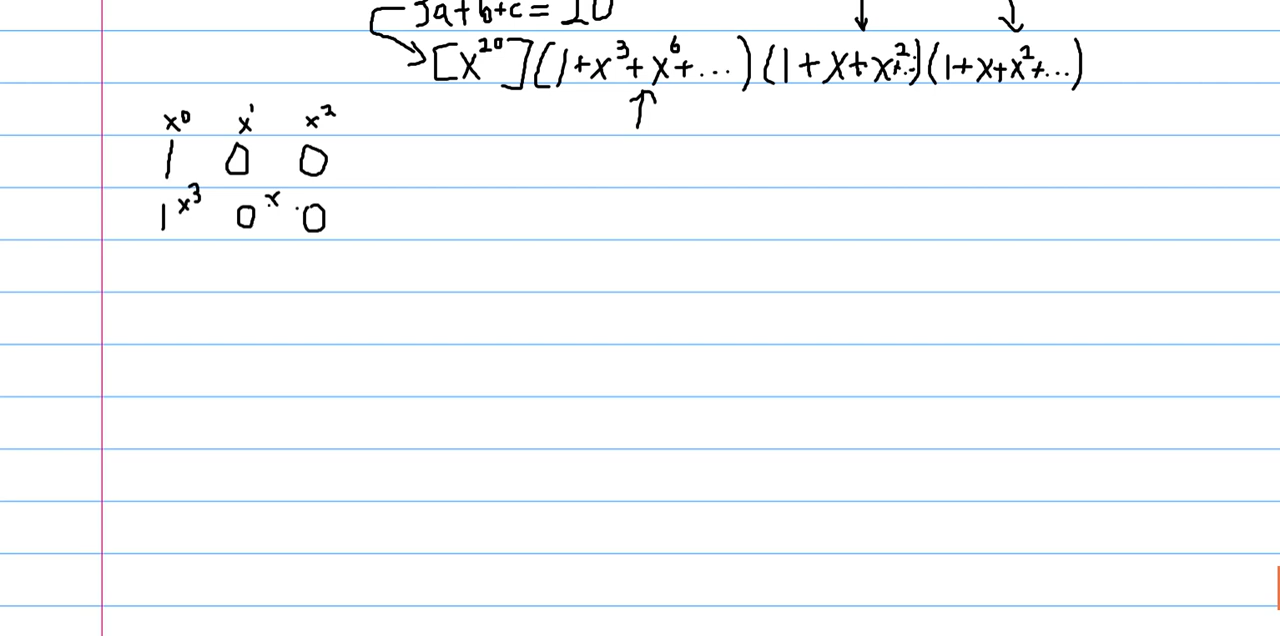 3a+b+c = 20
[x^20](1+x^3+x^6+...)(1+x+x^2+...)(1+x+x^2+...)
x^0 x^1 x^2
1 0 0
1 x^3 0 x 0